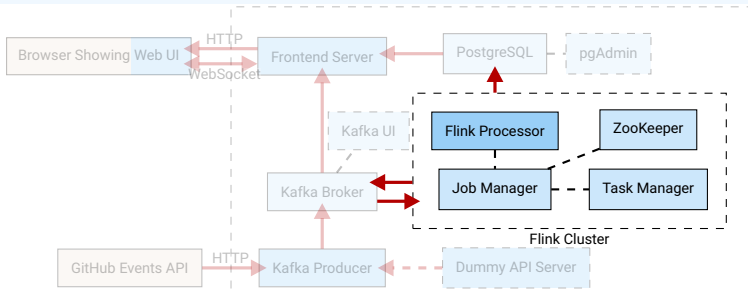 HTTP
Browser Showing Web UI
WebSocket
Frontend Server
PostgreSQL
pgAdmin
Kafka UI
Flink Processor
ZooKeeper
Kafka Broker
Job Manager
Task Manager
Flink Cluster
GitHub Events API
HTTP
Kafka Producer
Dummy API Server